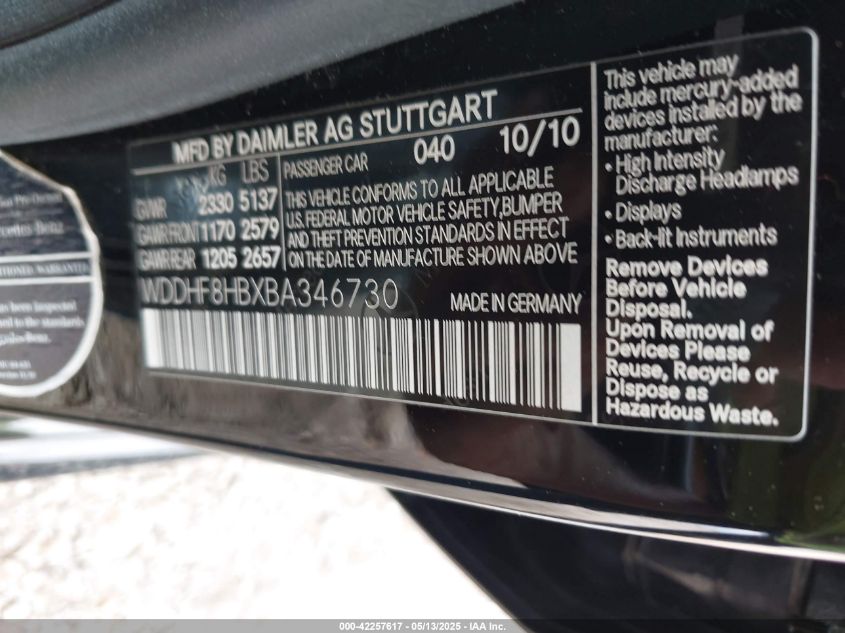 MFD BY DAIMLER AG STUTTGART
KG LBS
GVWR 2330 5137
GAWR FRONT 1170 2579
GAWR REAR 1205 2657
PASSENGER CAR 040 10/10
THIS VEHICLE CONFORMS TO ALL APPLICABLE
U.S. FEDERAL MOTOR VEHICLE SAFETY,BUMPER
AND THEFT PREVENTION STANDARDS IN EFFECT
ON THE DATE OF MANUFACTURE SHOWN ABOVE
WDDHF8HBXBA346730
MADE IN GERMANY
This vehicle may
include mercury-added
devices installed by the
manufacturer:
• High Intensity
Discharge Headlamps
• Displays
• Back-lit Instruments
Remove Devices
Before Vehicle
Disposal.
Upon Removal of
Devices Please
Reuse, Recycle or
Dispose as
Hazardous Waste.
000-42257617 - 05/13/2025 - IAA Inc.